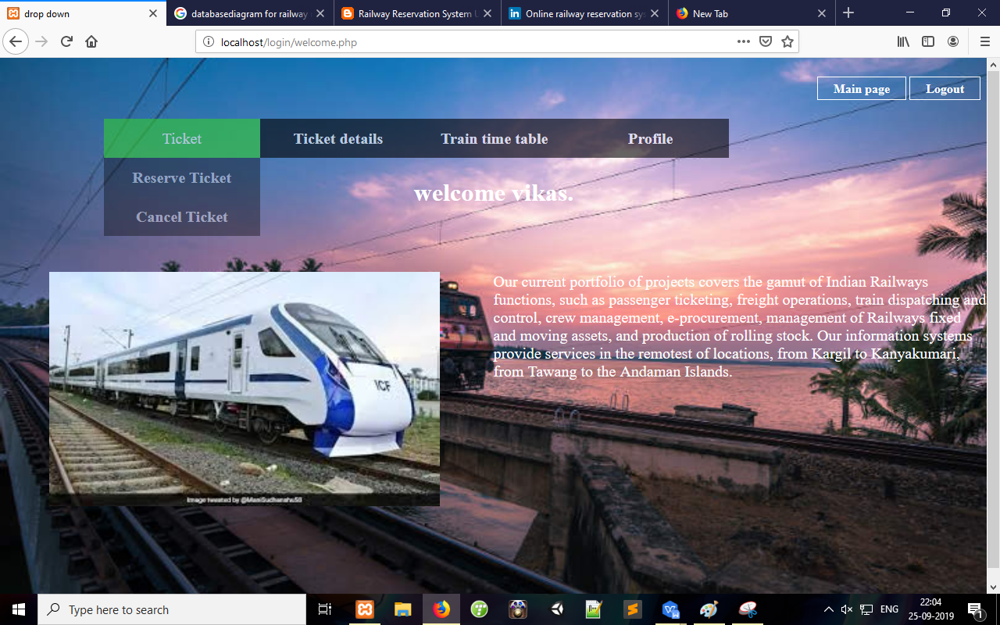 drop down
databasediagram for railway
Railway Reservation System U
Online railway reservation sys
New Tab
localhost/login/welcome.php
Main page
Logout
Ticket
Ticket details
Train time table
Profile
Reserve Ticket
Cancel Ticket
welcome vikas.
Our current portfolio of projects covers the gamut of Indian Railways
functions, such as passenger ticketing, freight operations, train dispatching and
control, crew management, e-procurement, management of Railways fixed
and moving assets, and production of rolling stock. Our information systems
provide services in the remotest of locations, from Kargil to Kanyakumari,
from Tawang to the Andaman Islands.
ICF
Image tweeted by @ManiSudhanshu58
Type here to search
ENG
22:04
25-09-2019
1